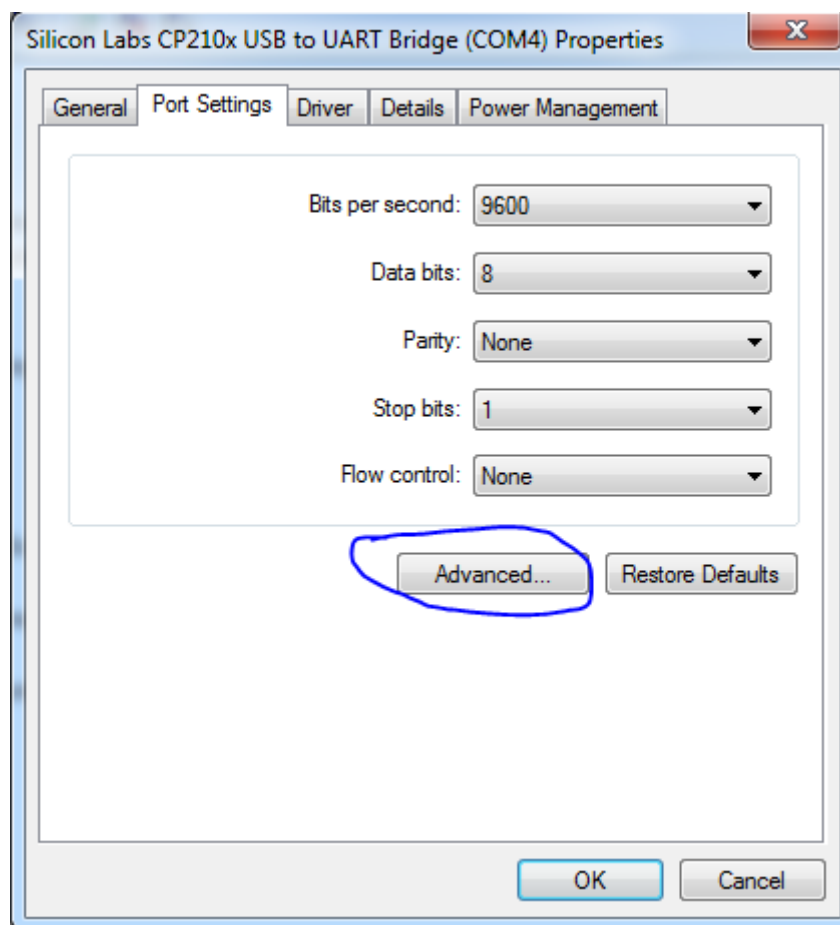 Silicon Labs CP210x USB to UART Bridge (COM4) Properties
General Port Settings Driver Details Power Management
Bits per second: 9600
Data bits: 8
Parity: None
Stop bits: 1
Flow control: None
Advanced... Restore Defaults
OK Cancel